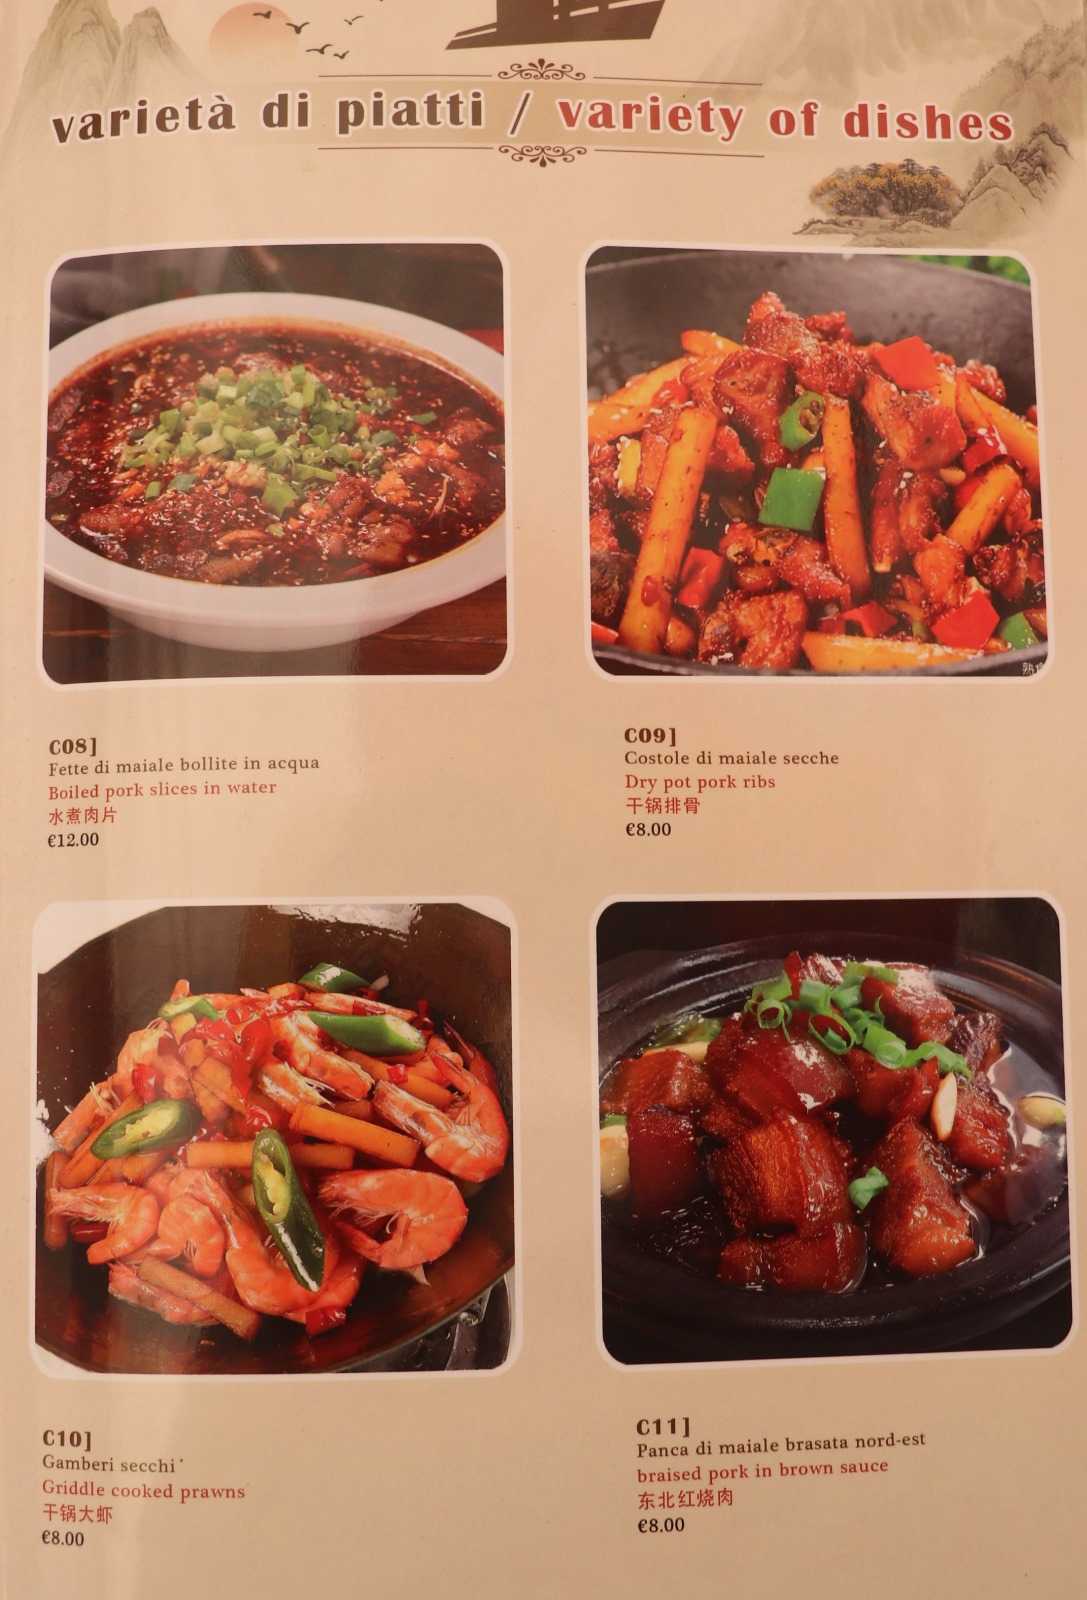 varietà di piatti / variety of dishes
C08]
Fette di maiale bollite in acqua
Boiled pork slices in water
水煮肉片
€12.00
C09]
Costole di maiale secche
Dry pot pork ribs
干锅排骨
€8.00
C10]
Gamberi secchi
Griddle cooked prawns
干锅大虾
€8.00
C11]
Panca di maiale brasata nord-est
braised pork in brown sauce
东北红烧肉
€8.00